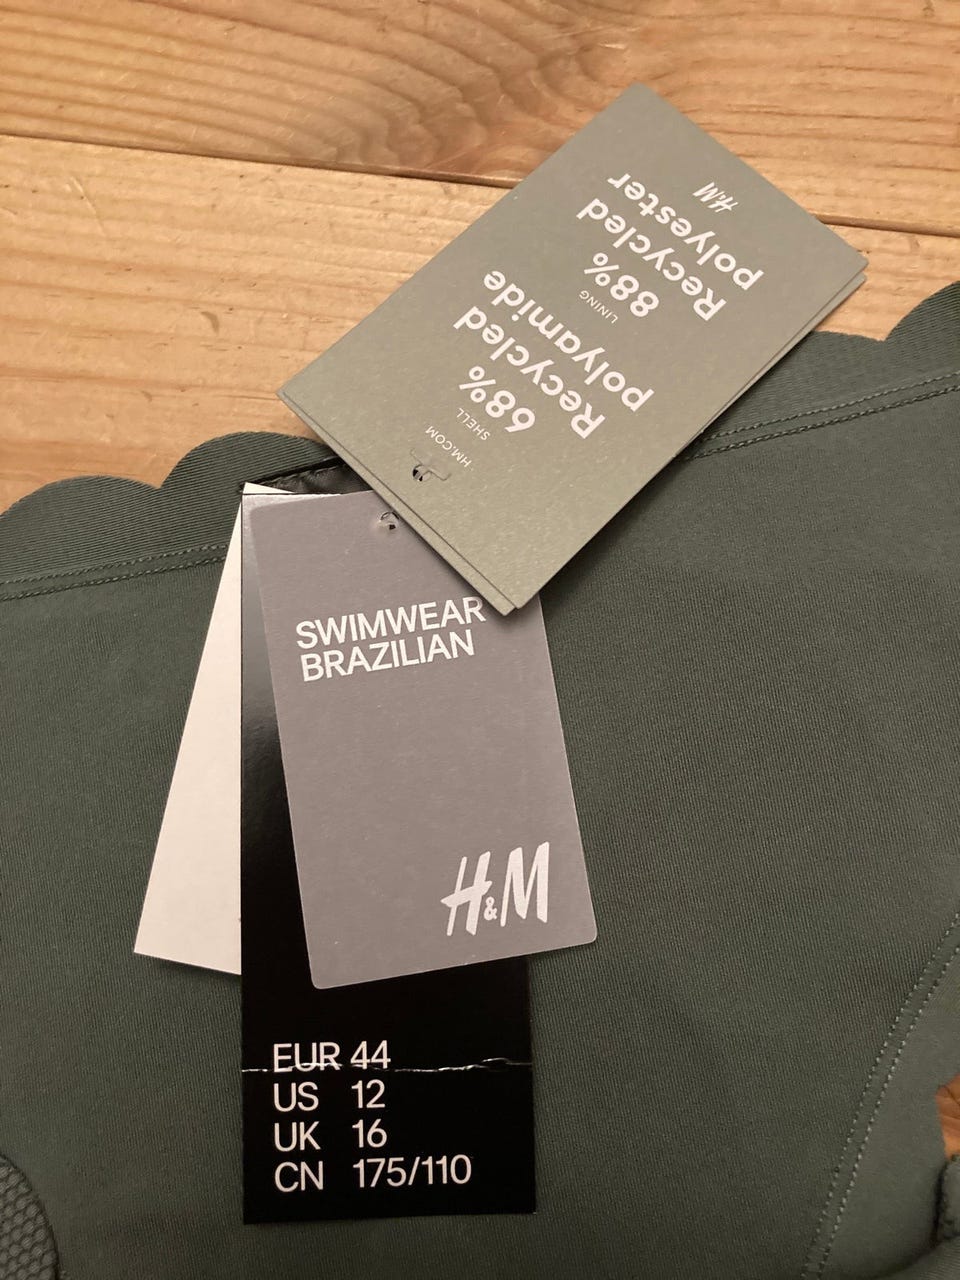 HM.COM
SHELL
68%
Recycled
polyamide
LINING
88%
Recycled
polyester
H&M
SWIMWEAR
BRAZILIAN
H&M
EUR 44
US 12
UK 16
CN 175/110